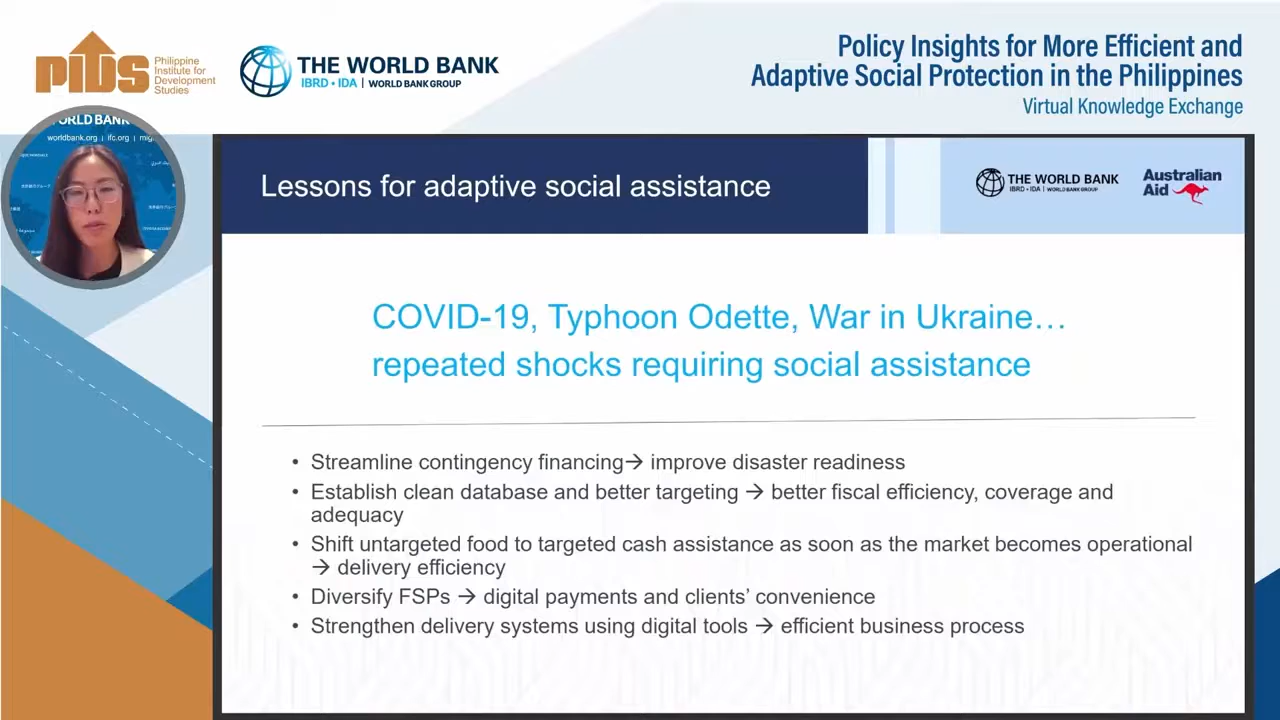 PIDS
Philippine
Institute for
Development
Studies
THE WORLD BANK
IBRD • IDA | WORLD BANK GROUP
Policy Insights for More Efficient and
Adaptive Social Protection in the Philippines
Virtual Knowledge Exchange
WORLD BANK
worldbank.org | ifc.org | mig
Lessons for adaptive social assistance
THE WORLD BANK
IBRD • IDA | WORLD BANK GROUP
Australian
Aid
COVID-19, Typhoon Odette, War in Ukraine…
repeated shocks requiring social assistance
• Streamline contingency financing→ improve disaster readiness
• Establish clean database and better targeting → better fiscal efficiency, coverage and
adequacy
• Shift untargeted food to targeted cash assistance as soon as the market becomes operational
→ delivery efficiency
• Diversify FSPs → digital payments and clients’ convenience
• Strengthen delivery systems using digital tools → efficient business process